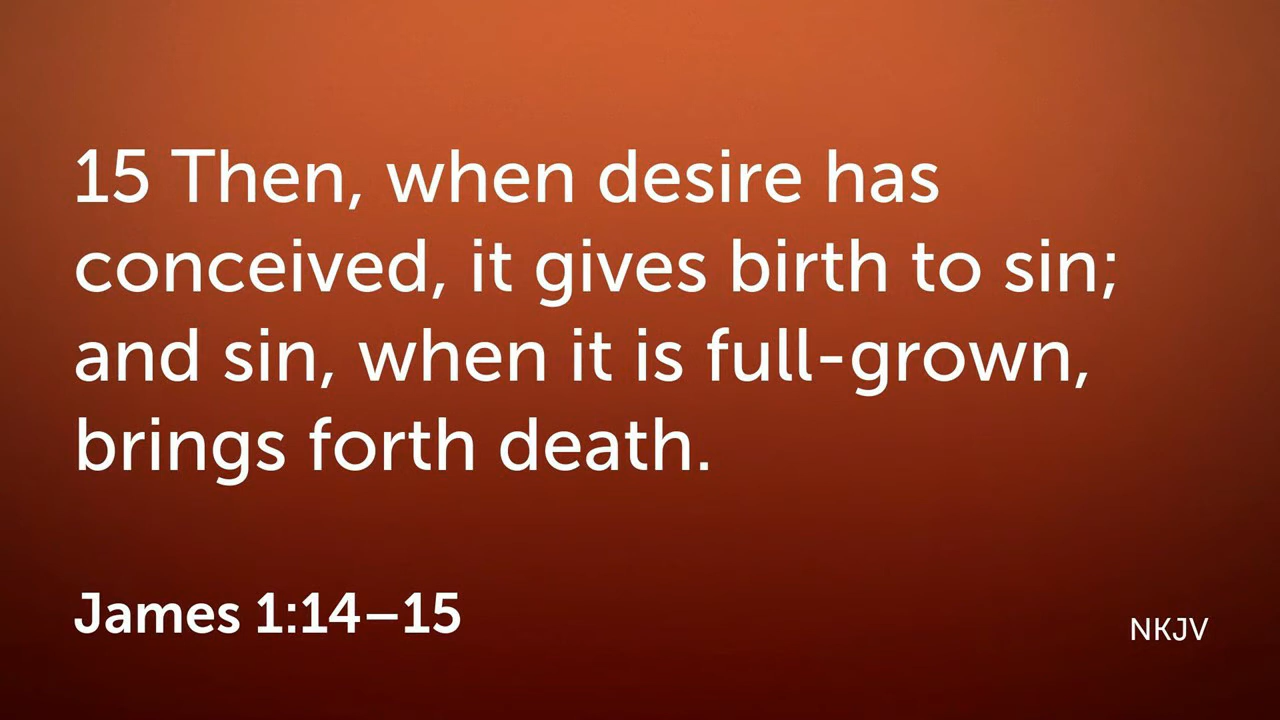 15 Then, when desire has
conceived, it gives birth to sin;
and sin, when it is full-grown,
brings forth death.
James 1:14–15
NKJV